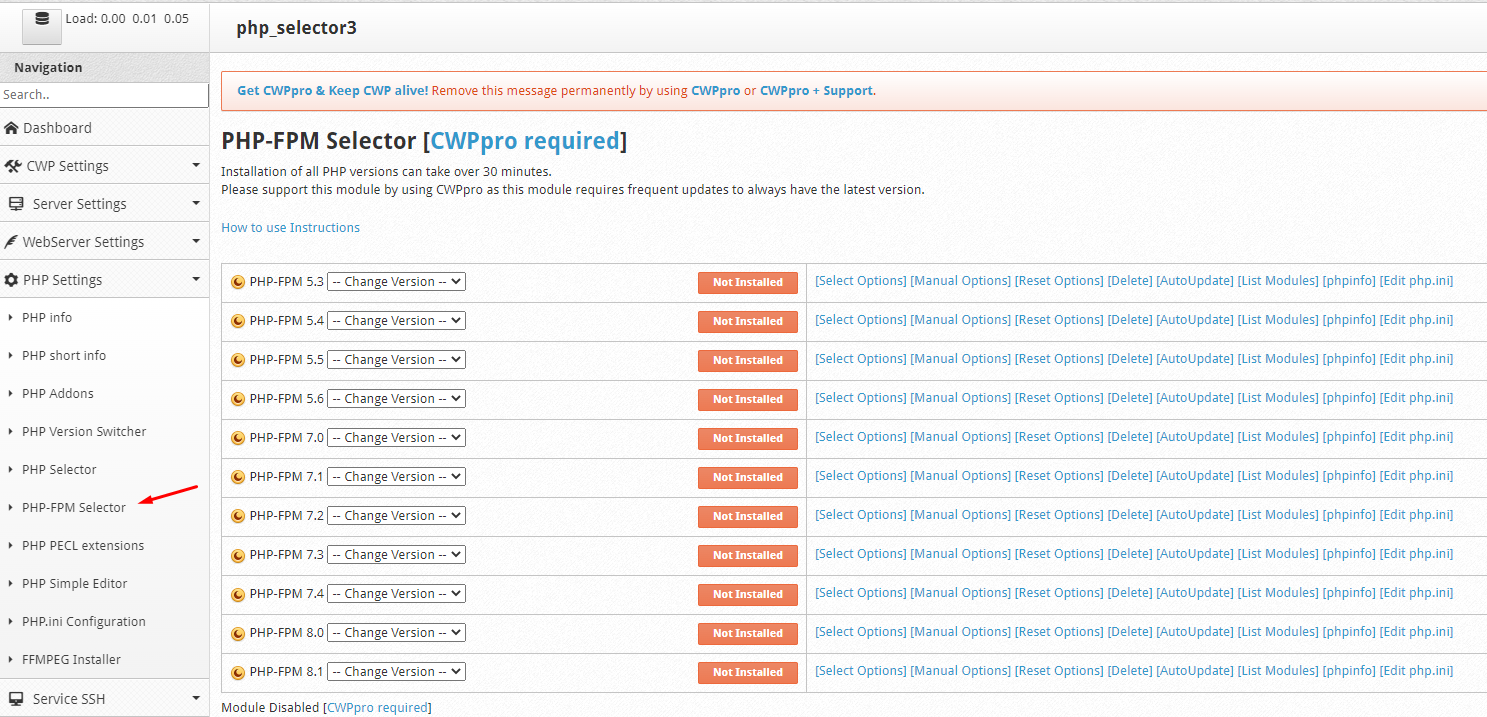 Load: 0.00 0.01 0.05
php_selector3
Navigation
Search..
Dashboard
CWP Settings
Server Settings
WebServer Settings
PHP Settings
PHP info
PHP short info
PHP Addons
PHP Version Switcher
PHP Selector
PHP-FPM Selector
PHP PECL extensions
PHP Simple Editor
PHP.ini Configuration
FFMPEG Installer
Service SSH
Get CWPpro & Keep CWP alive! Remove this message permanently by using CWPpro or CWPpro + Support.
PHP-FPM Selector [CWPpro required]
Installation of all PHP versions can take over 30 minutes.
Please support this module by using CWPpro as this module requires frequent updates to always have the latest version.
How to use Instructions
PHP-FPM 5.3 -- Change Version -- Not Installed [Select Options] [Manual Options] [Reset Options] [Delete] [AutoUpdate] [List Modules] [phpinfo] [Edit php.ini]
PHP-FPM 5.4 -- Change Version -- Not Installed [Select Options] [Manual Options] [Reset Options] [Delete] [AutoUpdate] [List Modules] [phpinfo] [Edit php.ini]
PHP-FPM 5.5 -- Change Version -- Not Installed [Select Options] [Manual Options] [Reset Options] [Delete] [AutoUpdate] [List Modules] [phpinfo] [Edit php.ini]
PHP-FPM 5.6 -- Change Version -- Not Installed [Select Options] [Manual Options] [Reset Options] [Delete] [AutoUpdate] [List Modules] [phpinfo] [Edit php.ini]
PHP-FPM 7.0 -- Change Version -- Not Installed [Select Options] [Manual Options] [Reset Options] [Delete] [AutoUpdate] [List Modules] [phpinfo] [Edit php.ini]
PHP-FPM 7.1 -- Change Version -- Not Installed [Select Options] [Manual Options] [Reset Options] [Delete] [AutoUpdate] [List Modules] [phpinfo] [Edit php.ini]
PHP-FPM 7.2 -- Change Version -- Not Installed [Select Options] [Manual Options] [Reset Options] [Delete] [AutoUpdate] [List Modules] [phpinfo] [Edit php.ini]
PHP-FPM 7.3 -- Change Version -- Not Installed [Select Options] [Manual Options] [Reset Options] [Delete] [AutoUpdate] [List Modules] [phpinfo] [Edit php.ini]
PHP-FPM 7.4 -- Change Version -- Not Installed [Select Options] [Manual Options] [Reset Options] [Delete] [AutoUpdate] [List Modules] [phpinfo] [Edit php.ini]
PHP-FPM 8.0 -- Change Version -- Not Installed [Select Options] [Manual Options] [Reset Options] [Delete] [AutoUpdate] [List Modules] [phpinfo] [Edit php.ini]
PHP-FPM 8.1 -- Change Version -- Not Installed [Select Options] [Manual Options] [Reset Options] [Delete] [AutoUpdate] [List Modules] [phpinfo] [Edit php.ini]
Module Disabled [CWPpro required]